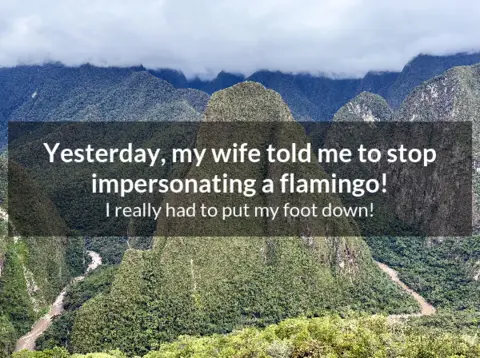 Yesterday, my wife told me to stop
impersonating a flamingo!
I really had to put my foot down!